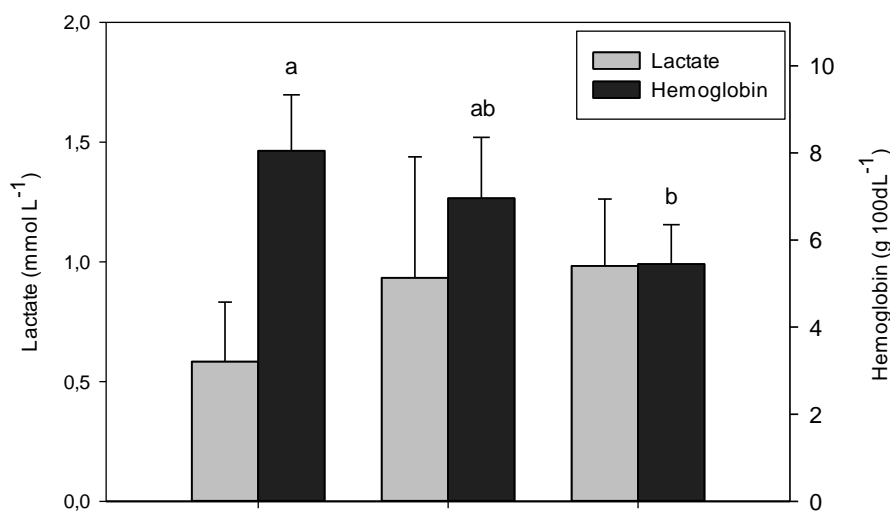 2,0
1,5
1,0
0,5
0,0
Lactate (mmol L⁻¹)
a
ab
b
Lactate
Hemoglobin
10
8
6
4
2
0
Hemoglobin (g 100dL⁻¹)